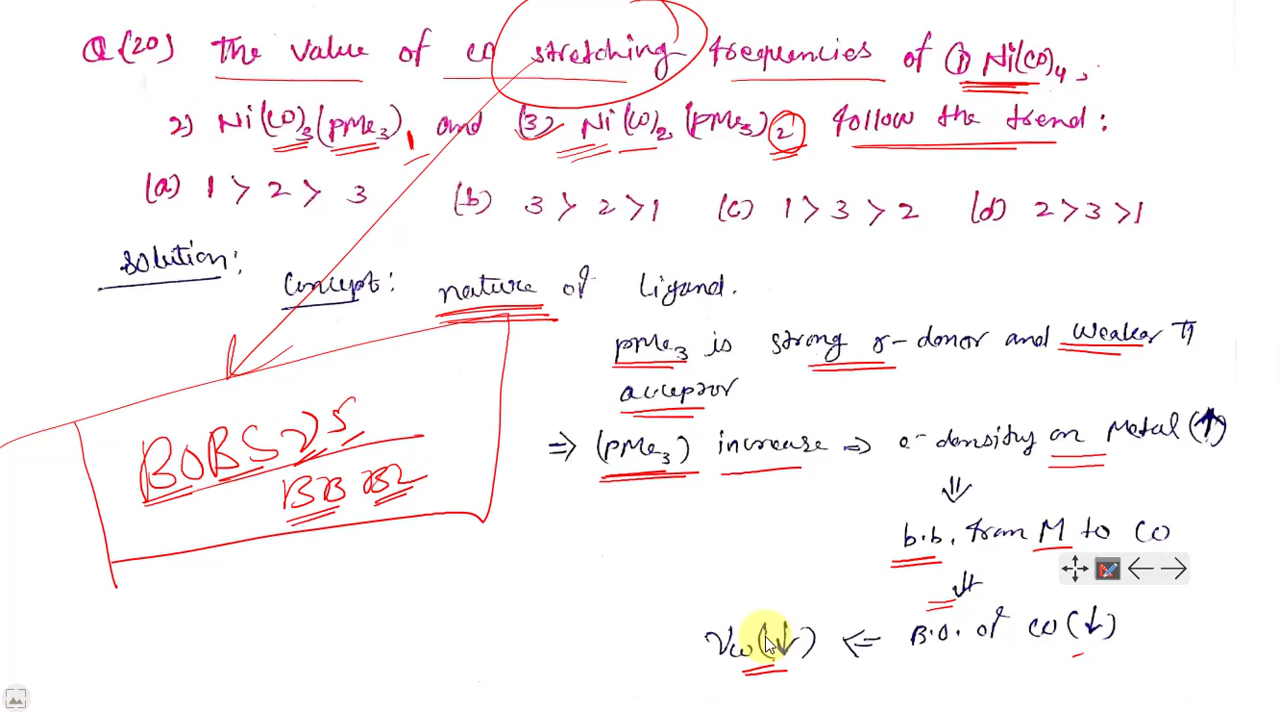 Q(20) The value of CO stretching frequencies of ① Ni(CO)4,
2) Ni(CO)3(PMe3)1 and (3) Ni(CO)2(PMe3)2 follow the trend:
(a) 1 > 2 > 3 (b) 3 > 2 > 1 (c) 1 > 3 > 2 (d) 2 > 3 > 1
Solution:
Concept: nature of Ligand.
PMe3 is strong σ-donor and weaker π
acceptor
⇒ (PMe3) increase ⇒ e- density on Metal (↑)
⇓
b.b. from M to CO
⇓
νco(↓) ⇐ B.O. of CO(↓)
BOBS25
BB